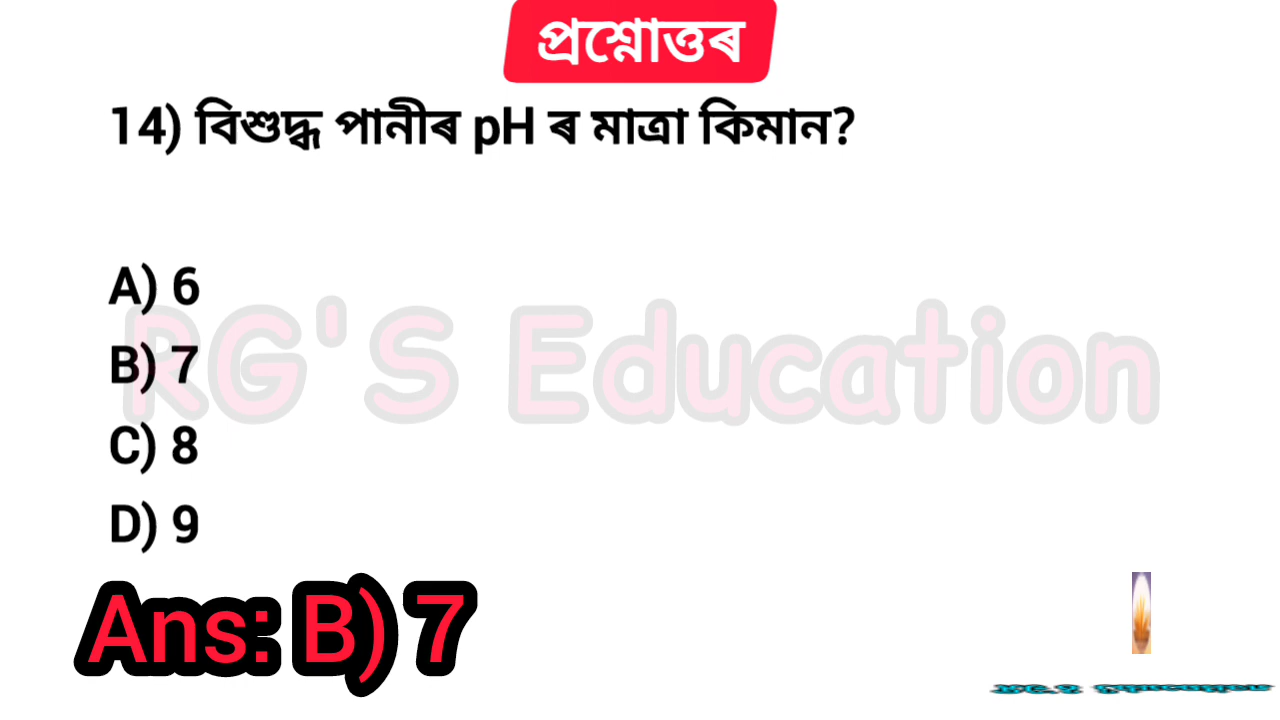 প্ৰশ্নোত্তৰ
14) বিশুদ্ধ পানীৰ pH ৰ মাত্ৰা কিমান?
A) 6
RG'S Education
B) 7
C) 8
D) 9
Ans: B) 7